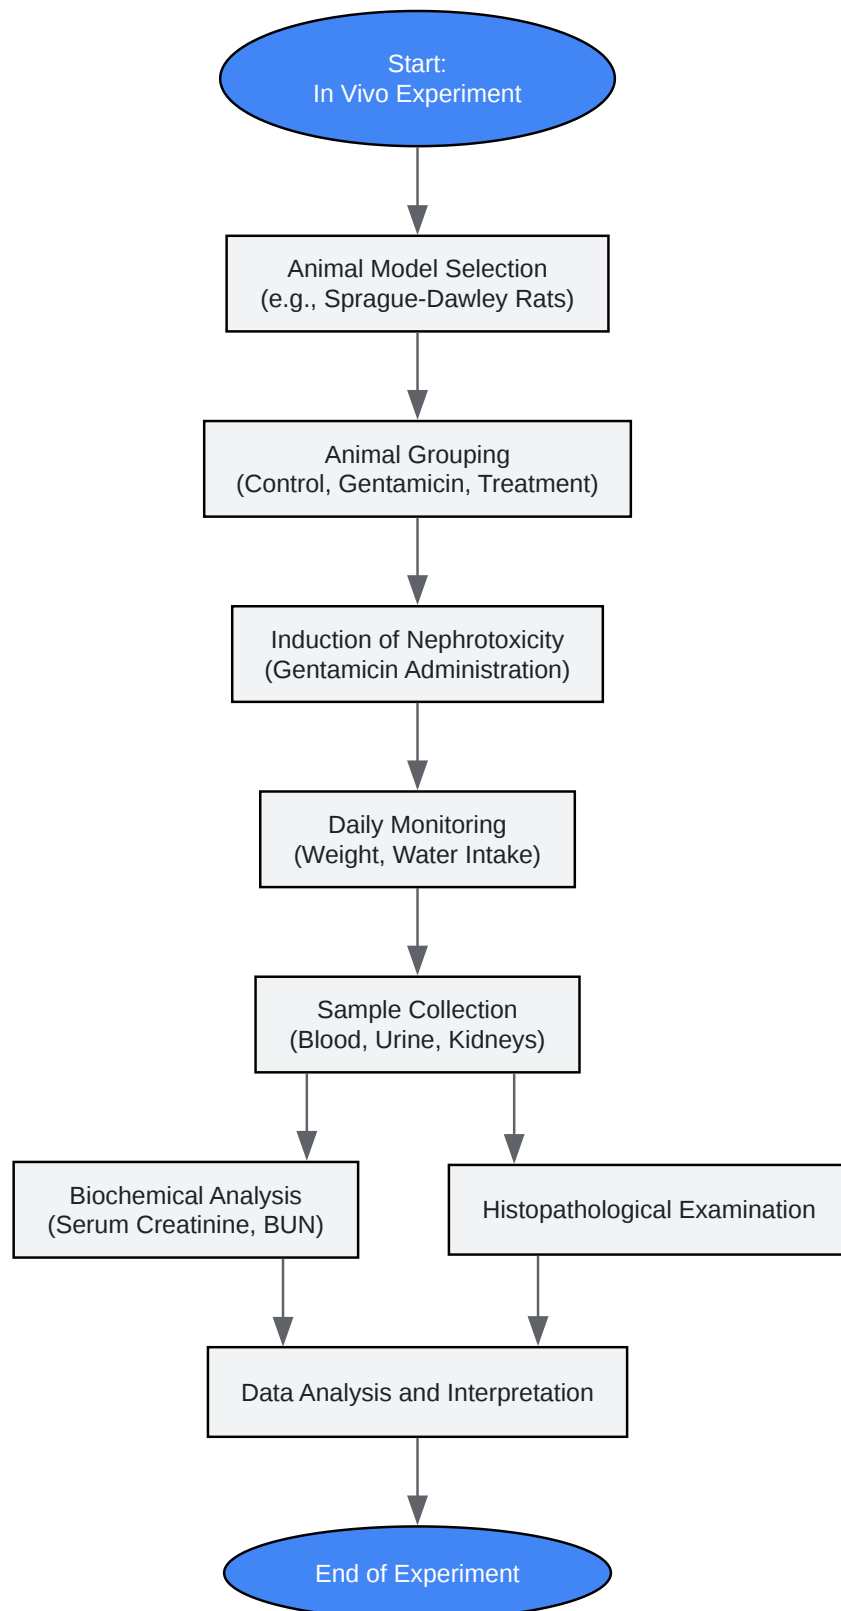 Start:
In Vivo Experiment
Animal Model Selection
(e.g., Sprague-Dawley Rats)
Animal Grouping
(Control, Gentamicin, Treatment)
Induction of Nephrotoxicity
(Gentamicin Administration)
Daily Monitoring
(Weight, Water Intake)
Sample Collection
(Blood, Urine, Kidneys)
Biochemical Analysis
(Serum Creatinine, BUN)
Histopathological Examination
Data Analysis and Interpretation
End of Experiment